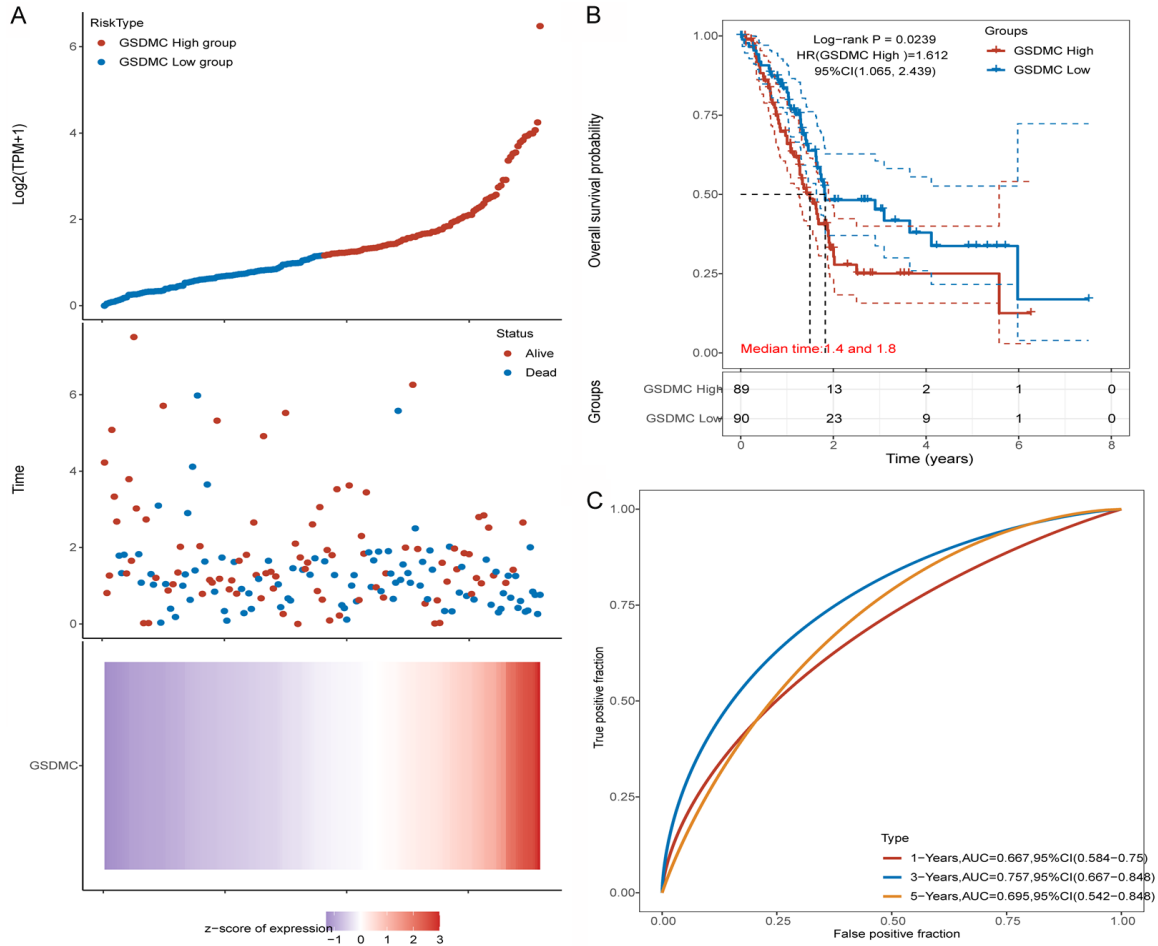 A
RiskType
GSDMC High group
GSDMC Low group
Log2(TPM+1)
6
4
2
0
Status
Alive
Dead
Time
6
4
2
0
GSDMC
z-score of expression
−1 0 1 2 3
B
Log−rank P = 0.0239
HR(GSDMC High )=1.612
95%CI(1.065, 2.439)
Groups
GSDMC High
GSDMC Low
Overall survival probability
1.00
0.75
0.50
0.25
0.00
Median time:1.4 and 1.8
Groups
GSDMC High 89 13 2 1 0
GSDMC Low 90 23 9 1 0
0 2 4 6 8
Time (years)
C
True positive fraction
1.00
0.75
0.50
0.25
0.00
Type
1−Years,AUC=0.667,95%CI(0.584−0.75)
3−Years,AUC=0.757,95%CI(0.667−0.848)
5−Years,AUC=0.695,95%CI(0.542−0.848)
0.00 0.25 0.50 0.75 1.00
False positive fraction